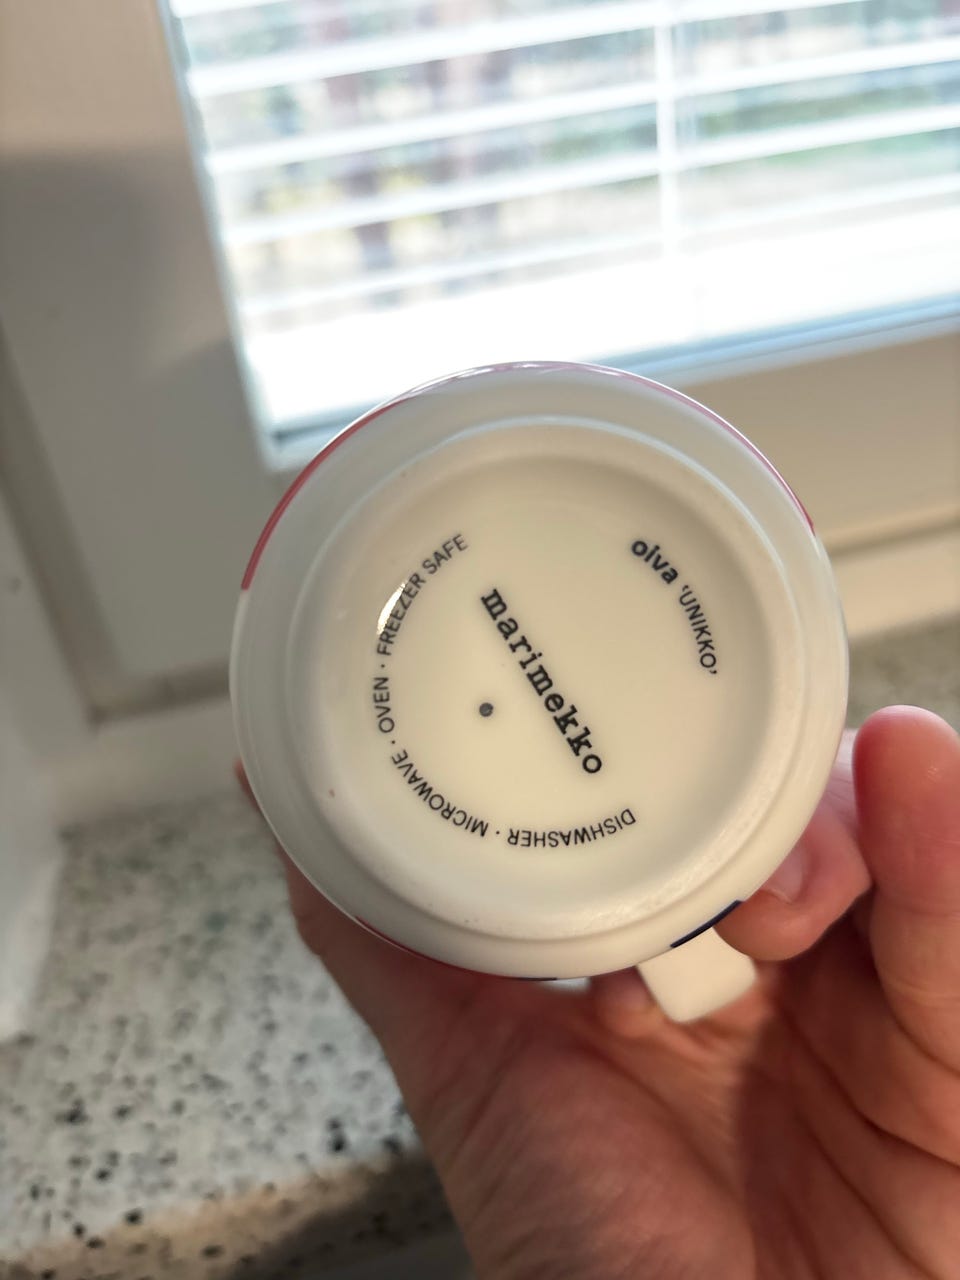 oiva 'UNIKKO'
marimekko
DISHWASHER · MICROWAVE · OVEN · FREEZER SAFE